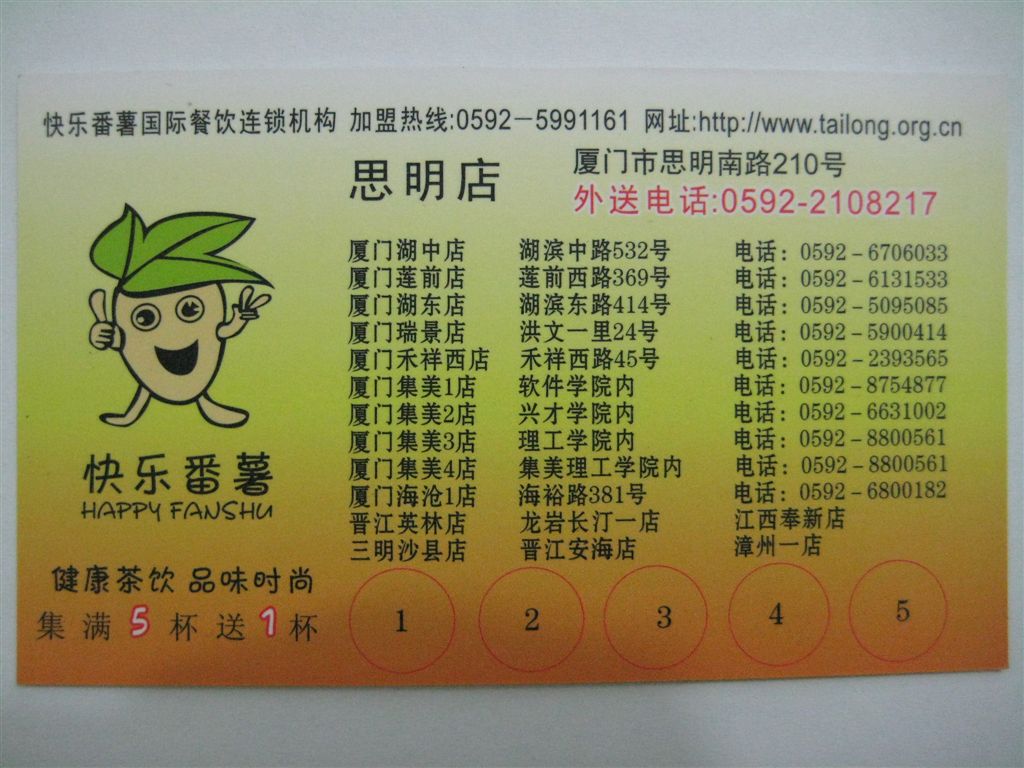 快乐番薯国际餐饮连锁机构 加盟热线:0592-5991161 网址:http://www.tailong.org.cn
思明店 厦门市思明南路210号
外送电话:0592-2108217
厦门湖中店 湖滨中路532号 电话：0592-6706033
厦门莲前店 莲前西路369号 电话：0592-6131533
厦门湖东店 湖滨东路414号 电话：0592-5095085
厦门瑞景店 洪文一里24号 电话：0592-5900414
厦门禾祥西店 禾祥西路45号 电话：0592-2393565
厦门集美1店 软件学院内 电话：0592-8754877
厦门集美2店 兴才学院内 电话：0592-6631002
厦门集美3店 理工学院内 电话：0592-8800561
厦门集美4店 集美理工学院内 电话：0592-8800561
厦门海沧1店 海裕路381号 电话：0592-6800182
晋江英林店 龙岩长汀一店 江西奉新店
三明沙县店 晋江安海店 漳州一店
快乐番薯
HAPPY FANSHU
健康茶饮 品味时尚
集满5杯送1杯
1 2 3 4 5